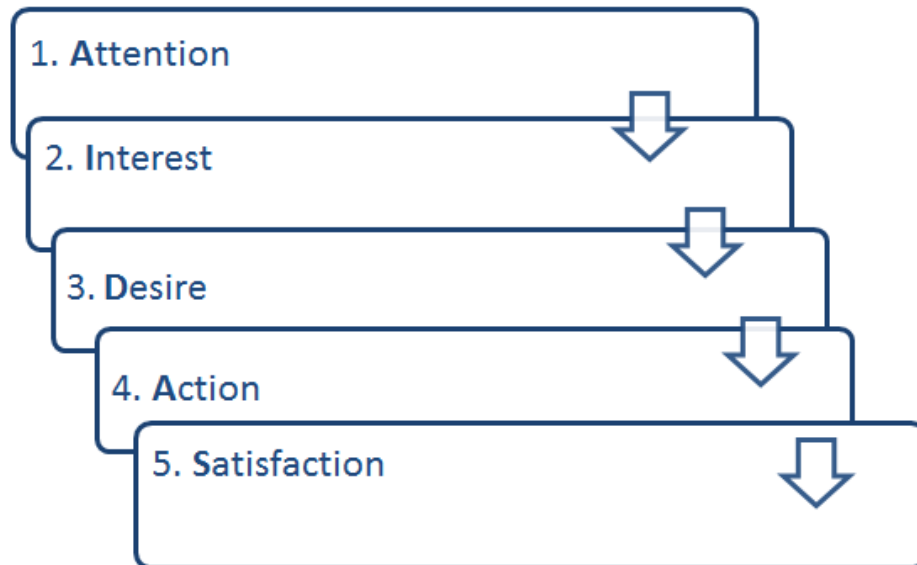 1. Attention
2. Interest
3. Desire
4. Action
5. Satisfaction